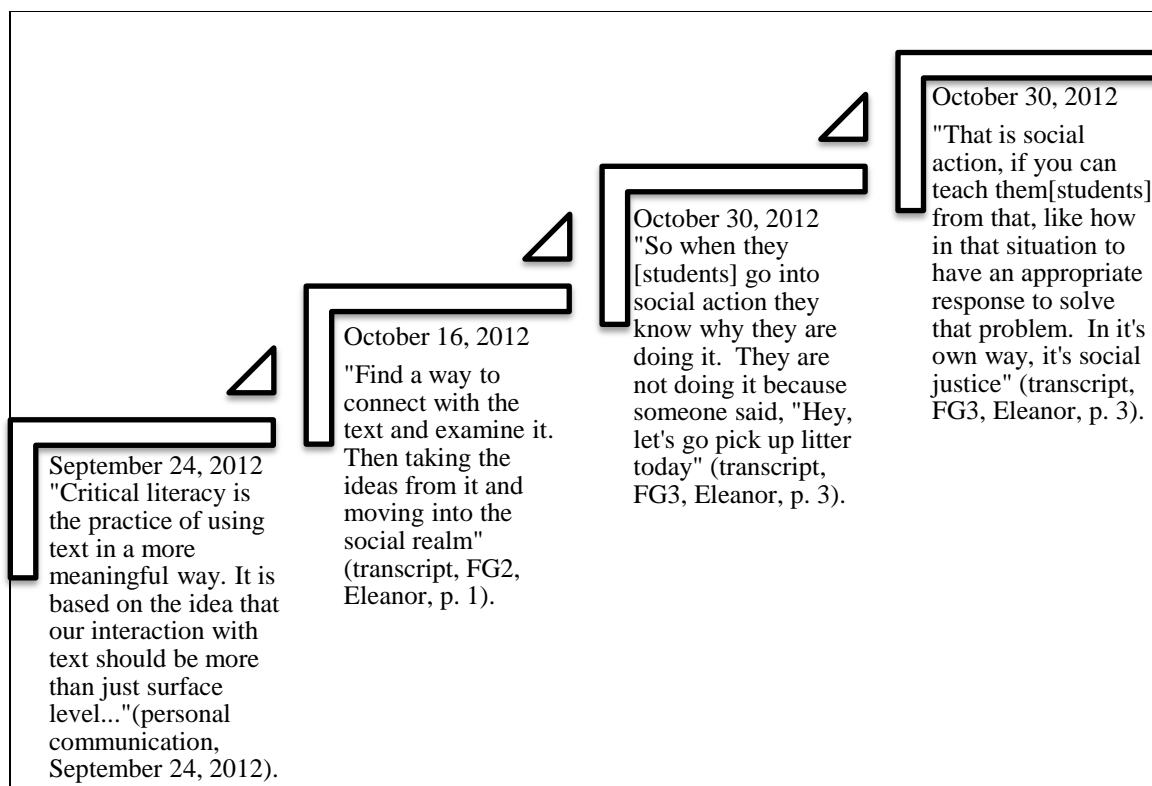 September 24, 2012
"Critical literacy is
the practice of using
text in a more
meaningful way. It is
based on the idea that
our interaction with
text should be more
than just surface
level..."(personal
communication,
September 24, 2012).
October 16, 2012
"Find a way to
connect with the
text and examine it.
Then taking the
ideas from it and
moving into the
social realm"
(transcript, FG2,
Eleanor, p. 1).
October 30, 2012
"So when they
[students] go into
social action they
know why they are
doing it.  They are
not doing it because
someone said, "Hey,
let's go pick up litter
today" (transcript,
FG3, Eleanor, p. 3).
October 30, 2012
"That is social
action, if you can
teach them[students]
from that, like how
in that situation to
have an appropriate
response to solve
that problem.  In it's
own way, it's social
justice" (transcript,
FG3, Eleanor, p. 3).